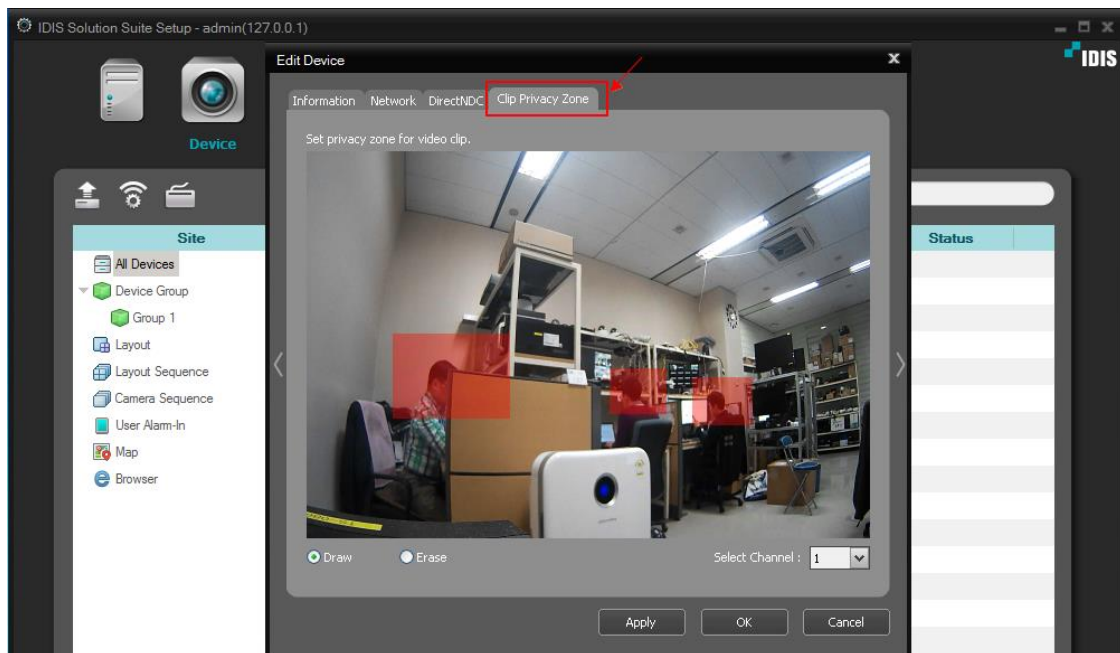 IDIS Solution Suite Setup - admin(127.0.0.1)
IDIS
Edit Device
Information Network DirectNDC Clip Privacy Zone
Device
Set privacy zone for video clip.
Site
Status
All Devices
Device Group
Group 1
Layout
Layout Sequence
Camera Sequence
User Alarm-In
Map
Browser
Draw Erase Select Channel : 1
Apply OK Cancel